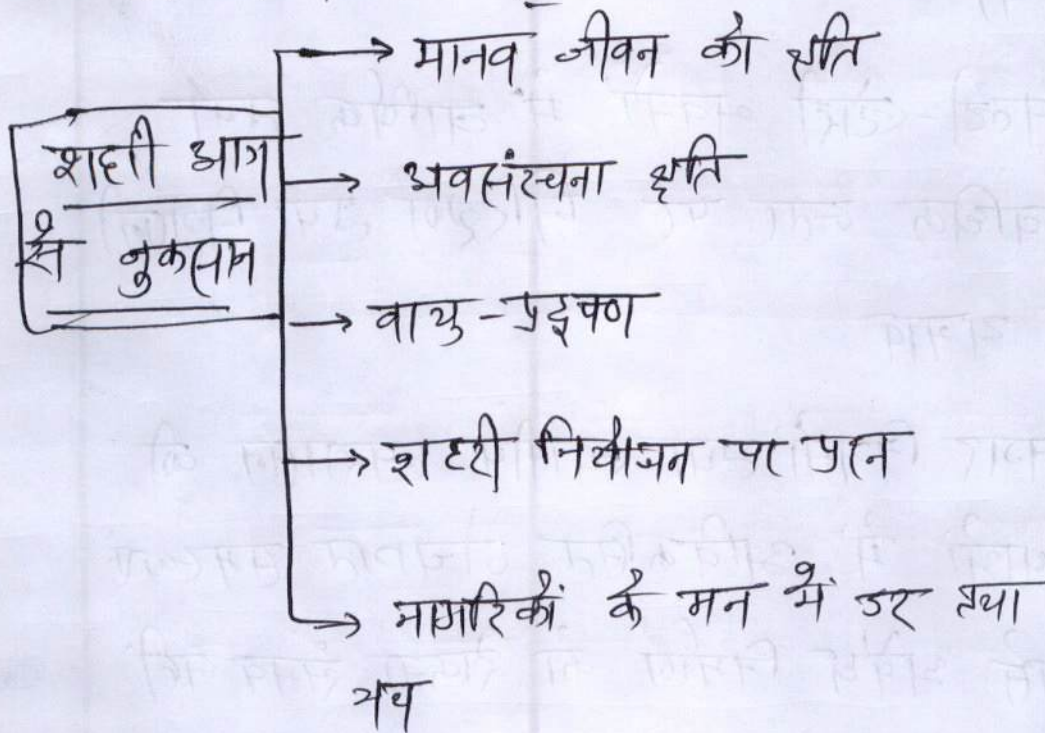 शहरी आग
से नुकसान
→ मानव जीवन को क्षति
→ अवसंरचना क्षति
→ वायु-प्रदूषण
→ शहरी नियोजन पर प्रश्न
→ नागरिकों के मन में डर तथा
भय